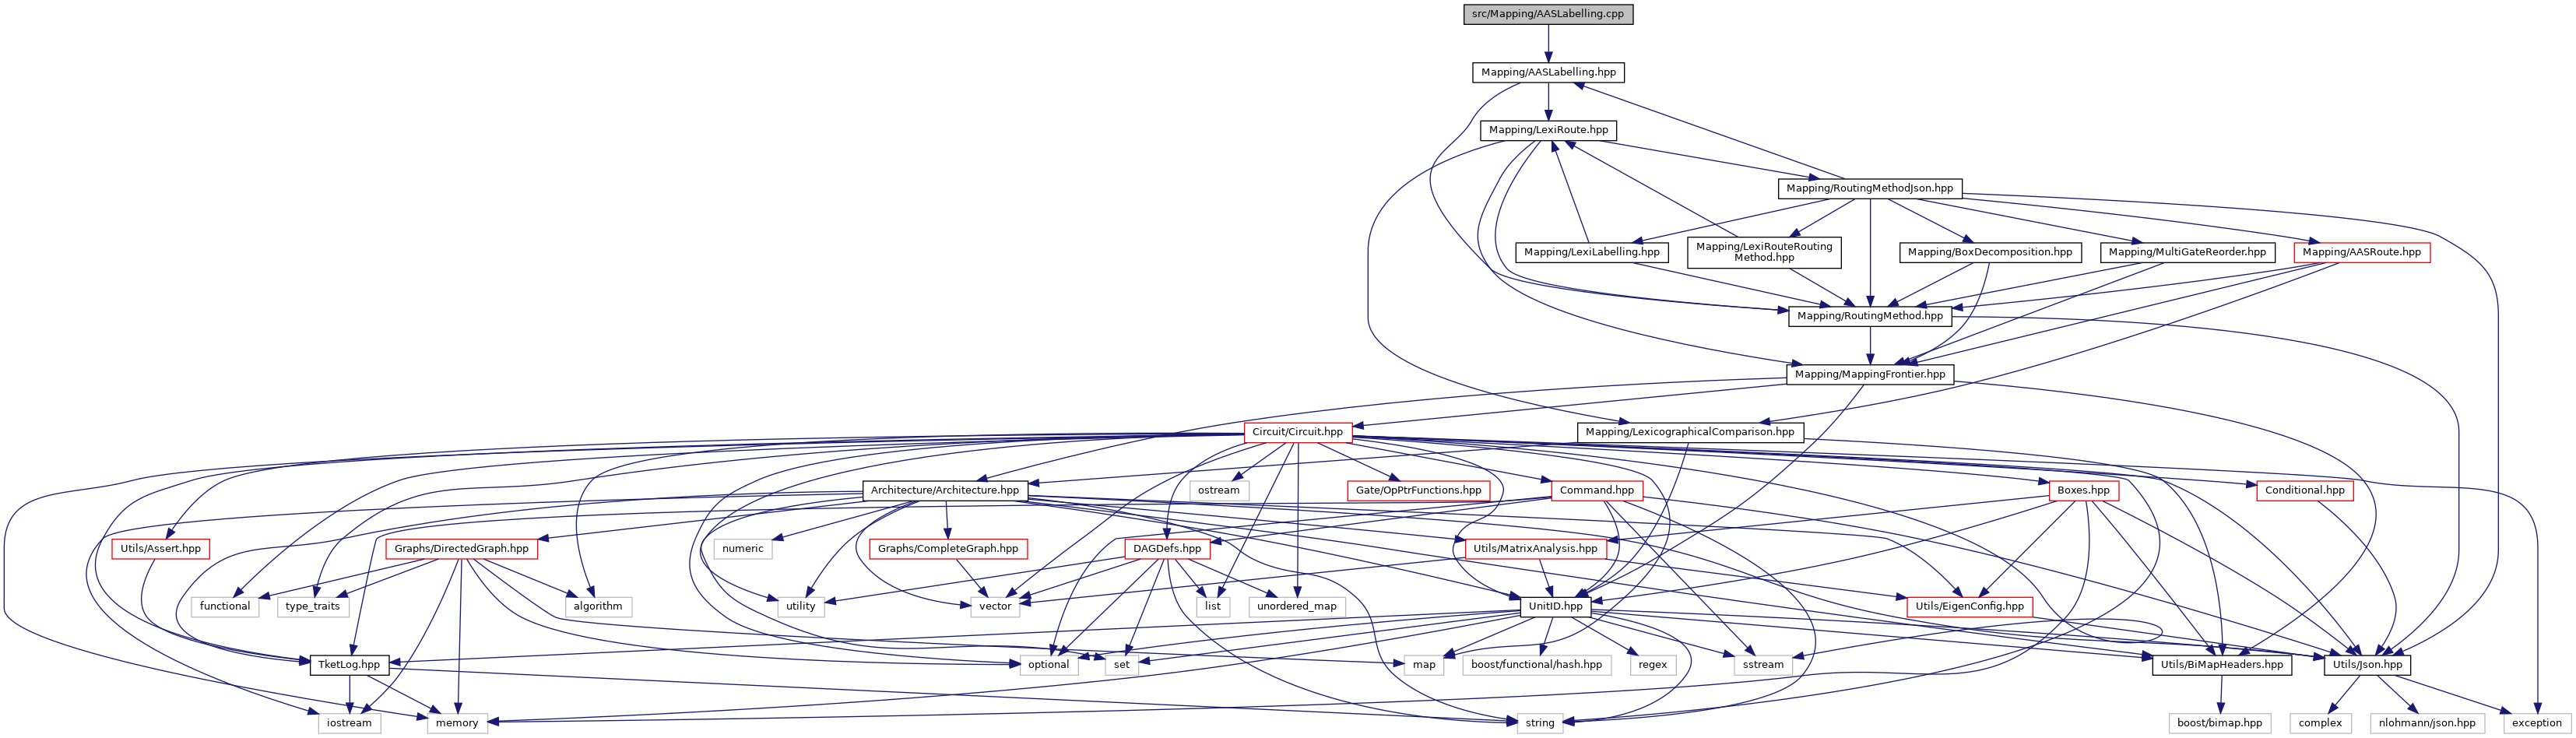 src/Mapping/AASLabelling.cpp
Mapping/AASLabelling.hpp
Mapping/LexiRoute.hpp
Mapping/RoutingMethodJson.hpp
Mapping/LexiLabelling.hpp
Mapping/LexiRouteRouting
Method.hpp
Mapping/BoxDecomposition.hpp
Mapping/MultiGateReorder.hpp
Mapping/AASRoute.hpp
Mapping/RoutingMethod.hpp
Mapping/MappingFrontier.hpp
Circuit/Circuit.hpp
Mapping/LexicographicalComparison.hpp
Architecture/Architecture.hpp
ostream
Gate/OpPtrFunctions.hpp
Command.hpp
Boxes.hpp
Conditional.hpp
Utils/Assert.hpp
Graphs/DirectedGraph.hpp
numeric
Graphs/CompleteGraph.hpp
DAGDefs.hpp
Utils/MatrixAnalysis.hpp
functional
type_traits
algorithm
utility
vector
list
unordered_map
UnitID.hpp
Utils/EigenConfig.hpp
TketLog.hpp
optional
set
map
boost/functional/hash.hpp
regex
sstream
Utils/BiMapHeaders.hpp
Utils/Json.hpp
iostream
memory
string
boost/bimap.hpp
complex
nlohmann/json.hpp
exception